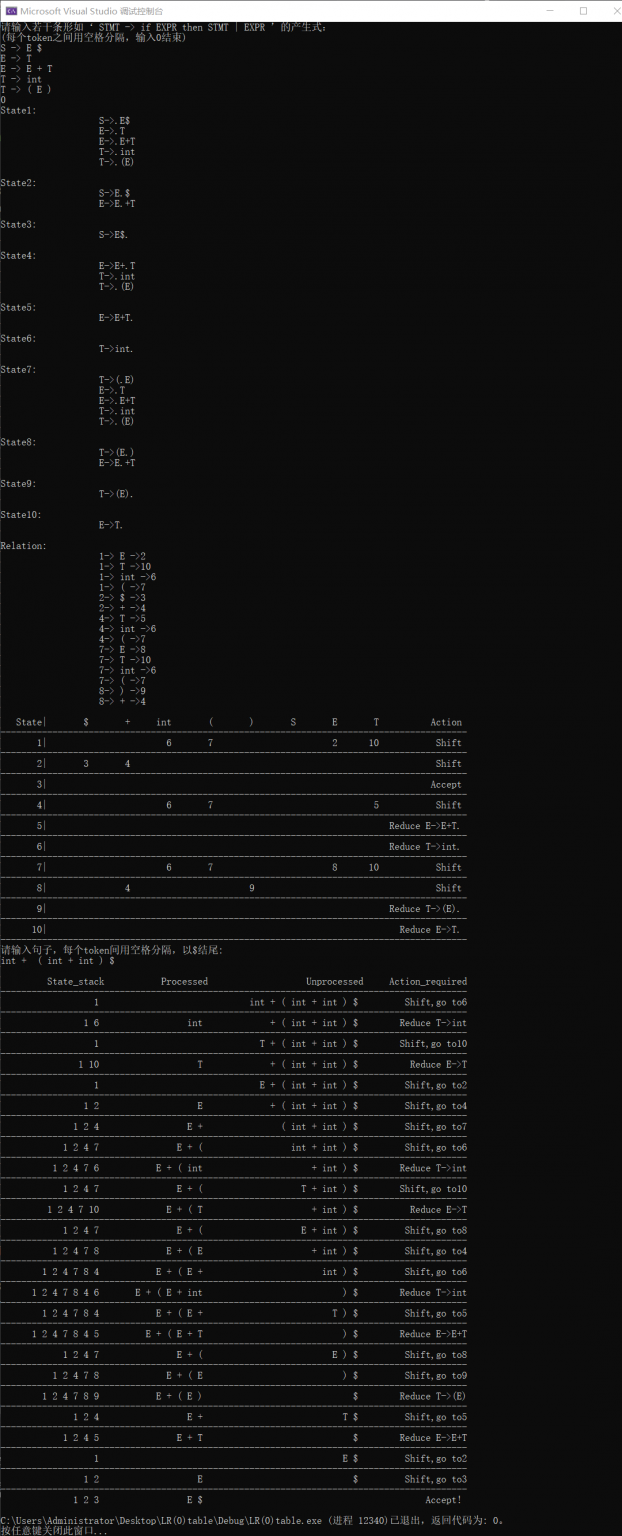 Microsoft Visual Studio 调试控制台
请输入若干条形如‘ STMT -> if EXPR then STMT | EXPR ’的产生式:
(每个token之间用空格分隔，输入0结束)
S -> E $
E -> T
E -> E + T
T -> int
T -> ( E )
0
State1:
S->.E$
E->.T
E->.E+T
T->.int
T->.(E)
State2:
S->E.$
E->E.+T
State3:
S->E$.
State4:
E->E+.T
T->.int
T->.(E)
State5:
E->E+T.
State6:
T->int.
State7:
T->(.E)
E->.T
E->.E+T
T->.int
T->.(E)
State8:
T->(E.)
E->E.+T
State9:
T->(E).
State10:
E->T.
Relation:
1-> E ->2
1-> T ->10
1-> int ->6
1-> ( ->7
2-> $ ->3
2-> + ->4
4-> T ->5
4-> int ->6
4-> ( ->7
7-> E ->8
7-> T ->10
7-> int ->6
7-> ( ->7
8-> ) ->9
8-> + ->4
State| $ + int ( ) S E T Action
1| 6 7 2 10 Shift
2| 3 4 Shift
3| Accept
4| 6 7 5 Shift
5| Reduce E->E+T.
6| Reduce T->int.
7| 6 7 8 10 Shift
8| 4 9 Shift
9| Reduce T->(E).
10| Reduce E->T.
请输入句子，每个token间用空格分隔，以$结尾:
int + ( int + int ) $
State_stack Processed Unprocessed Action_required
1 int + ( int + int ) $ Shift,go to6
1 6 int + ( int + int ) $ Reduce T->int
1 T + ( int + int ) $ Shift,go to10
1 10 T + ( int + int ) $ Reduce E->T
1 E + ( int + int ) $ Shift,go to2
1 2 E + ( int + int ) $ Shift,go to4
1 2 4 E + ( int + int ) $ Shift,go to7
1 2 4 7 E + ( int + int ) $ Shift,go to6
1 2 4 7 6 E + ( int + int ) $ Reduce T->int
1 2 4 7 E + ( T + int ) $ Shift,go to10
1 2 4 7 10 E + ( T + int ) $ Reduce E->T
1 2 4 7 E + ( E + int ) $ Shift,go to8
1 2 4 7 8 E + ( E + int ) $ Shift,go to4
1 2 4 7 8 4 E + ( E + int ) $ Shift,go to6
1 2 4 7 8 4 6 E + ( E + int ) $ Reduce T->int
1 2 4 7 8 4 E + ( E + T ) $ Shift,go to5
1 2 4 7 8 4 5 E + ( E + T ) $ Reduce E->E+T
1 2 4 7 E + ( E ) $ Shift,go to8
1 2 4 7 8 E + ( E ) $ Shift,go to9
1 2 4 7 8 9 E + ( E ) $ Reduce T->(E)
1 2 4 E + T $ Shift,go to5
1 2 4 5 E + T $ Reduce E->E+T
1 E $ Shift,go to2
1 2 E $ Shift,go to3
1 2 3 E $ Accept!
C:\Users\Administrator\Desktop\LR(0)table\Debug\LR(0)table.exe (进程 12340)已退出，返回代码为: 0。
按任意键关闭此窗口...